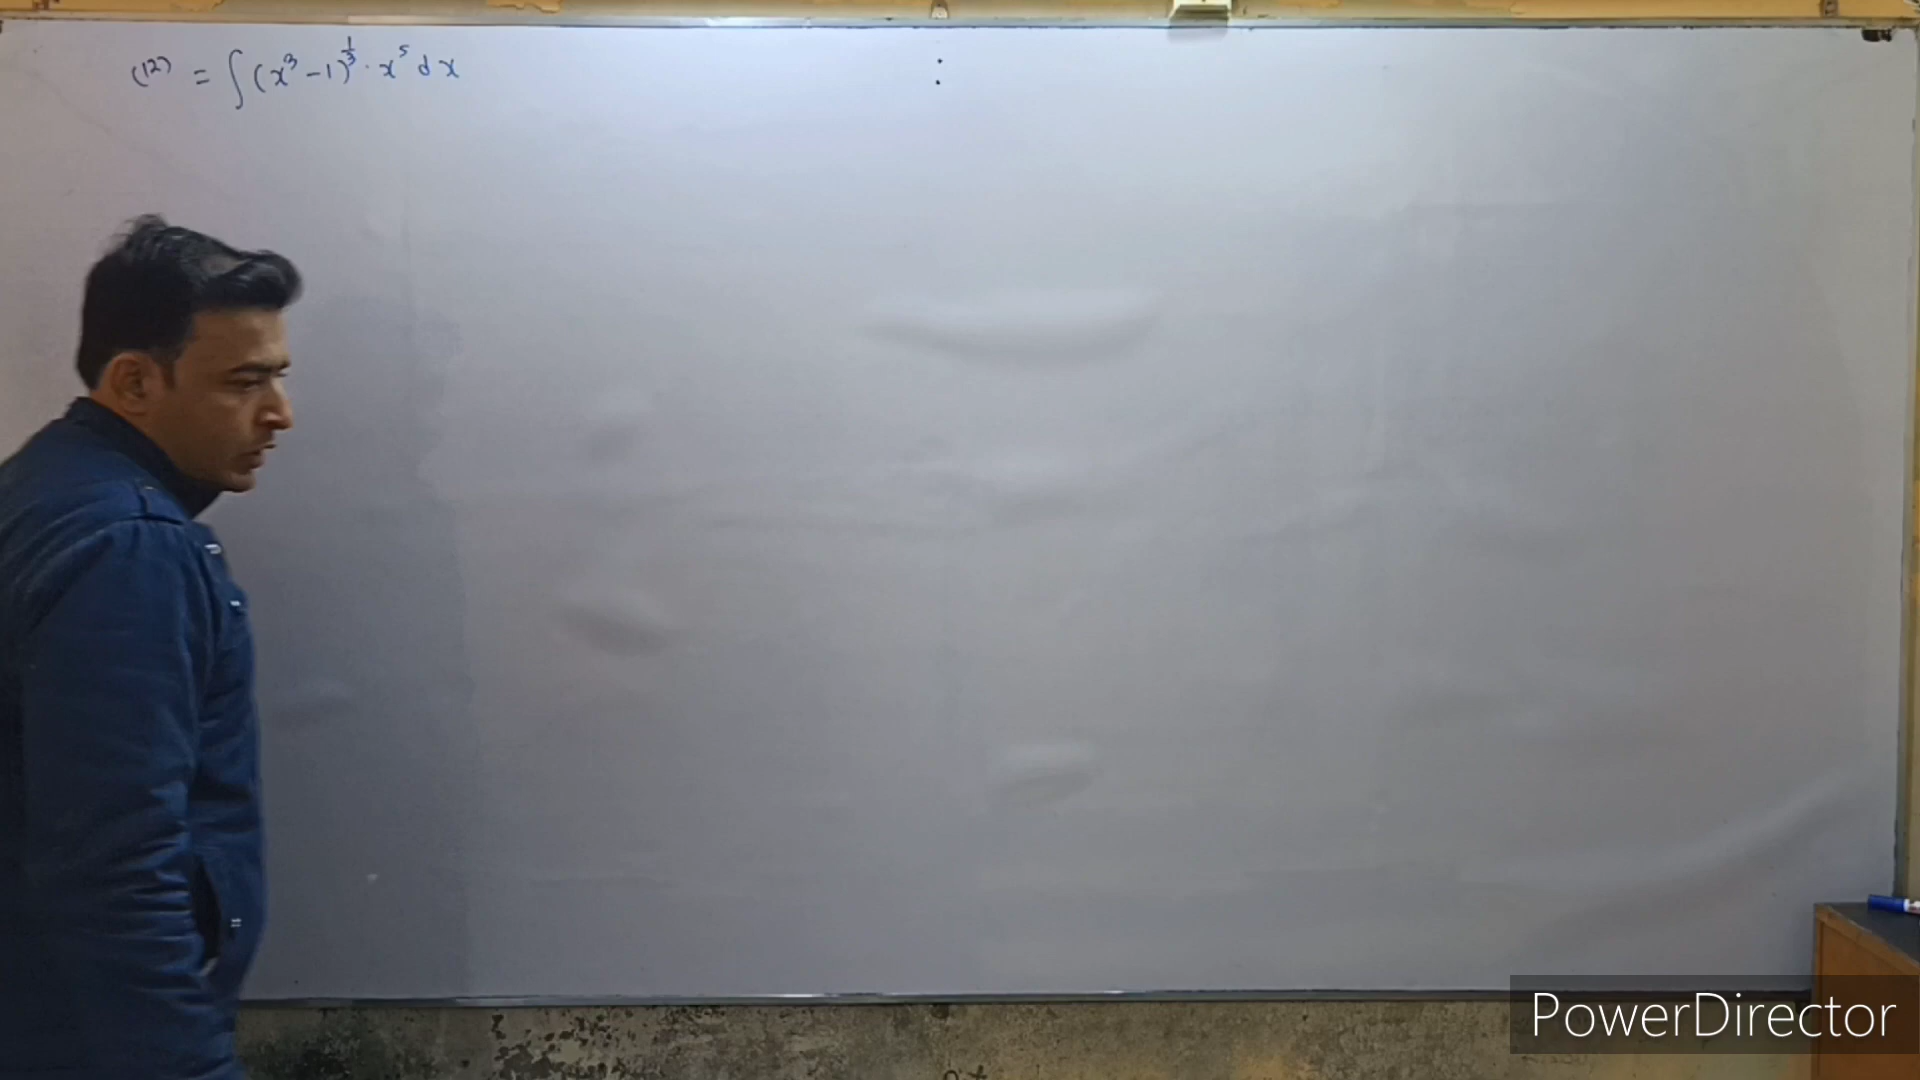 (12) = ∫(x³ – 1)^{1/3} · x⁵ dx
PowerDirector